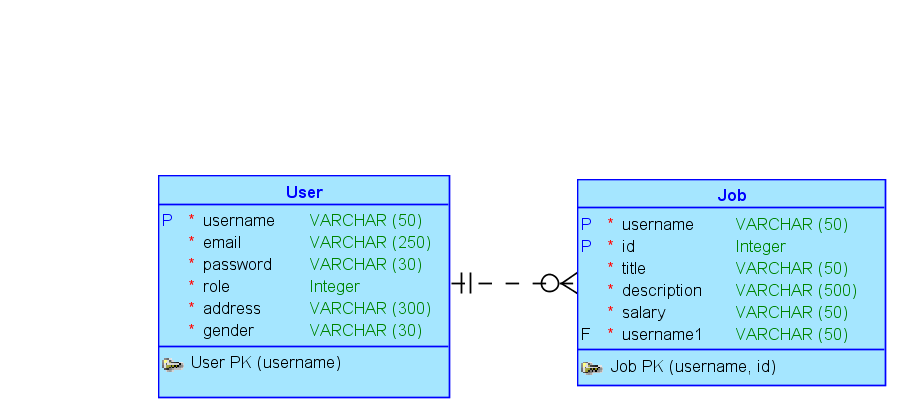 User
P * username VARCHAR (50)
* email VARCHAR (250)
* password VARCHAR (30)
* role Integer
* address VARCHAR (300)
* gender VARCHAR (30)
User PK (username)
Job
P * username VARCHAR (50)
P * id Integer
* title VARCHAR (50)
* description VARCHAR (500)
* salary VARCHAR (50)
F * username1 VARCHAR (50)
Job PK (username, id)